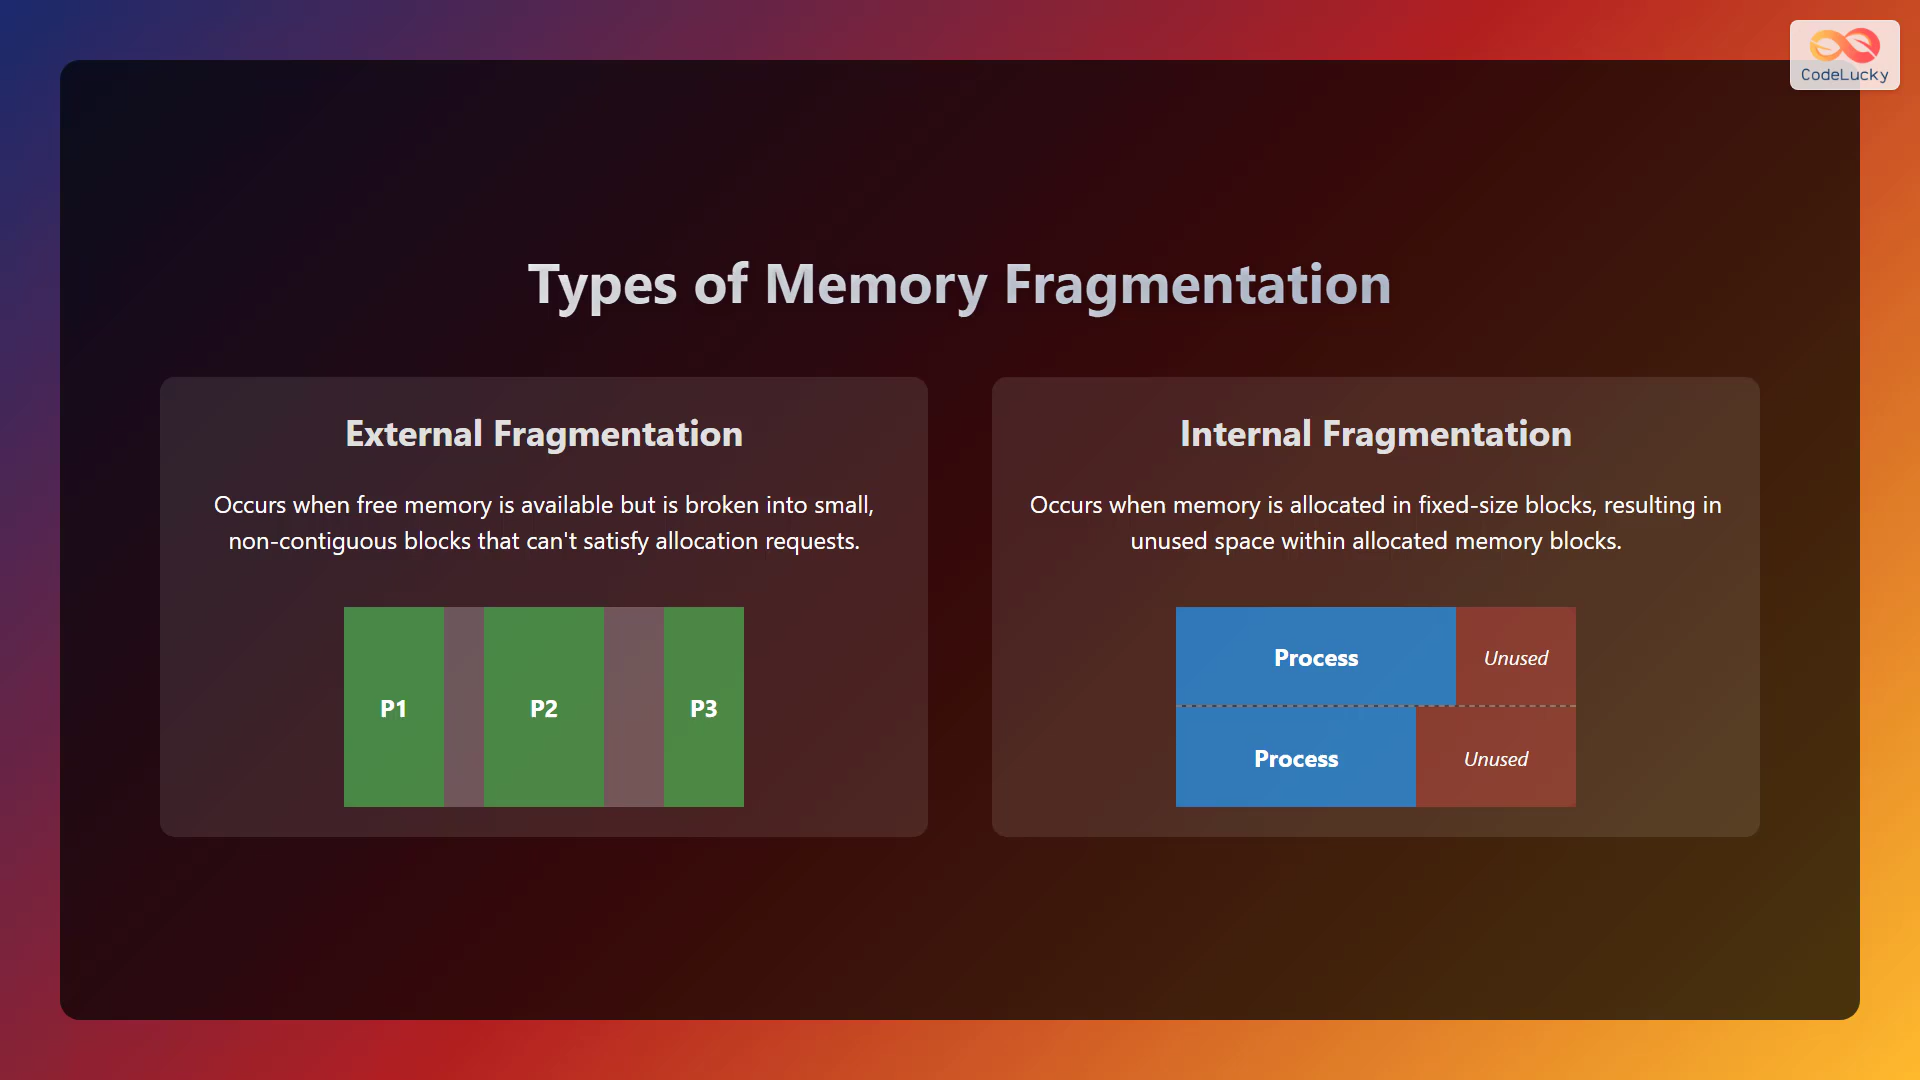 CodeLucky
Types of Memory Fragmentation
External Fragmentation
Occurs when free memory is available but is broken into small,
non-contiguous blocks that can't satisfy allocation requests.
P1
P2
P3
Internal Fragmentation
Occurs when memory is allocated in fixed-size blocks, resulting in
unused space within allocated memory blocks.
Process
Unused
Process
Unused